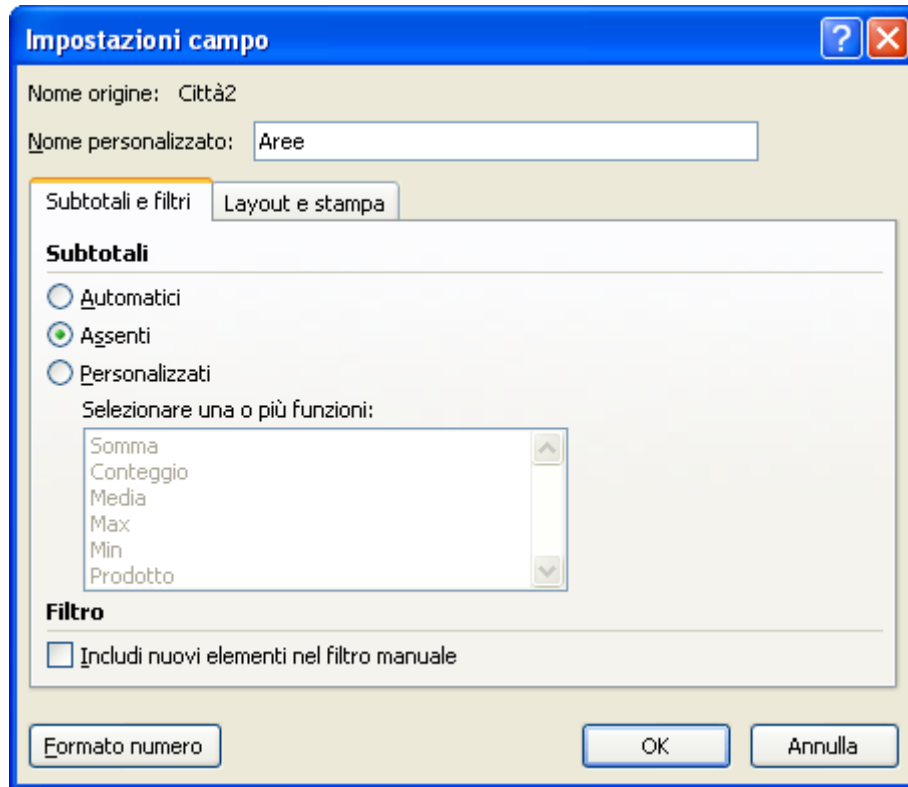 Impostazioni campo
Nome origine: Città2
Nome personalizzato: Aree
Subtotali e filtri Layout e stampa
Subtotali
Automatici
Assenti
Personalizzati
Selezionare una o più funzioni:
Somma
Conteggio
Media
Max
Min
Prodotto
Filtro
Includi nuovi elementi nel filtro manuale
Formato numero OK Annulla